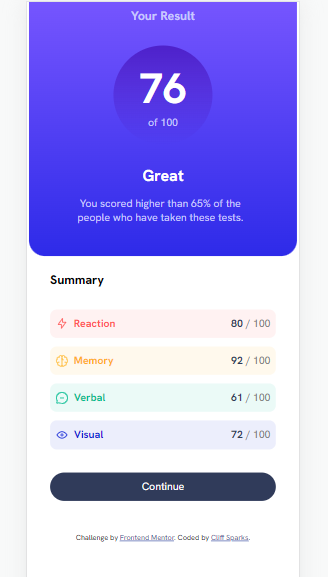 Your Result
76
of 100
Great
You scored higher than 65% of the
people who have taken these tests.
Summary
Reaction 80 / 100
Memory 92 / 100
Verbal 61 / 100
Visual 72 / 100
Continue
Challenge by Frontend Mentor. Coded by Cliff Sparks.